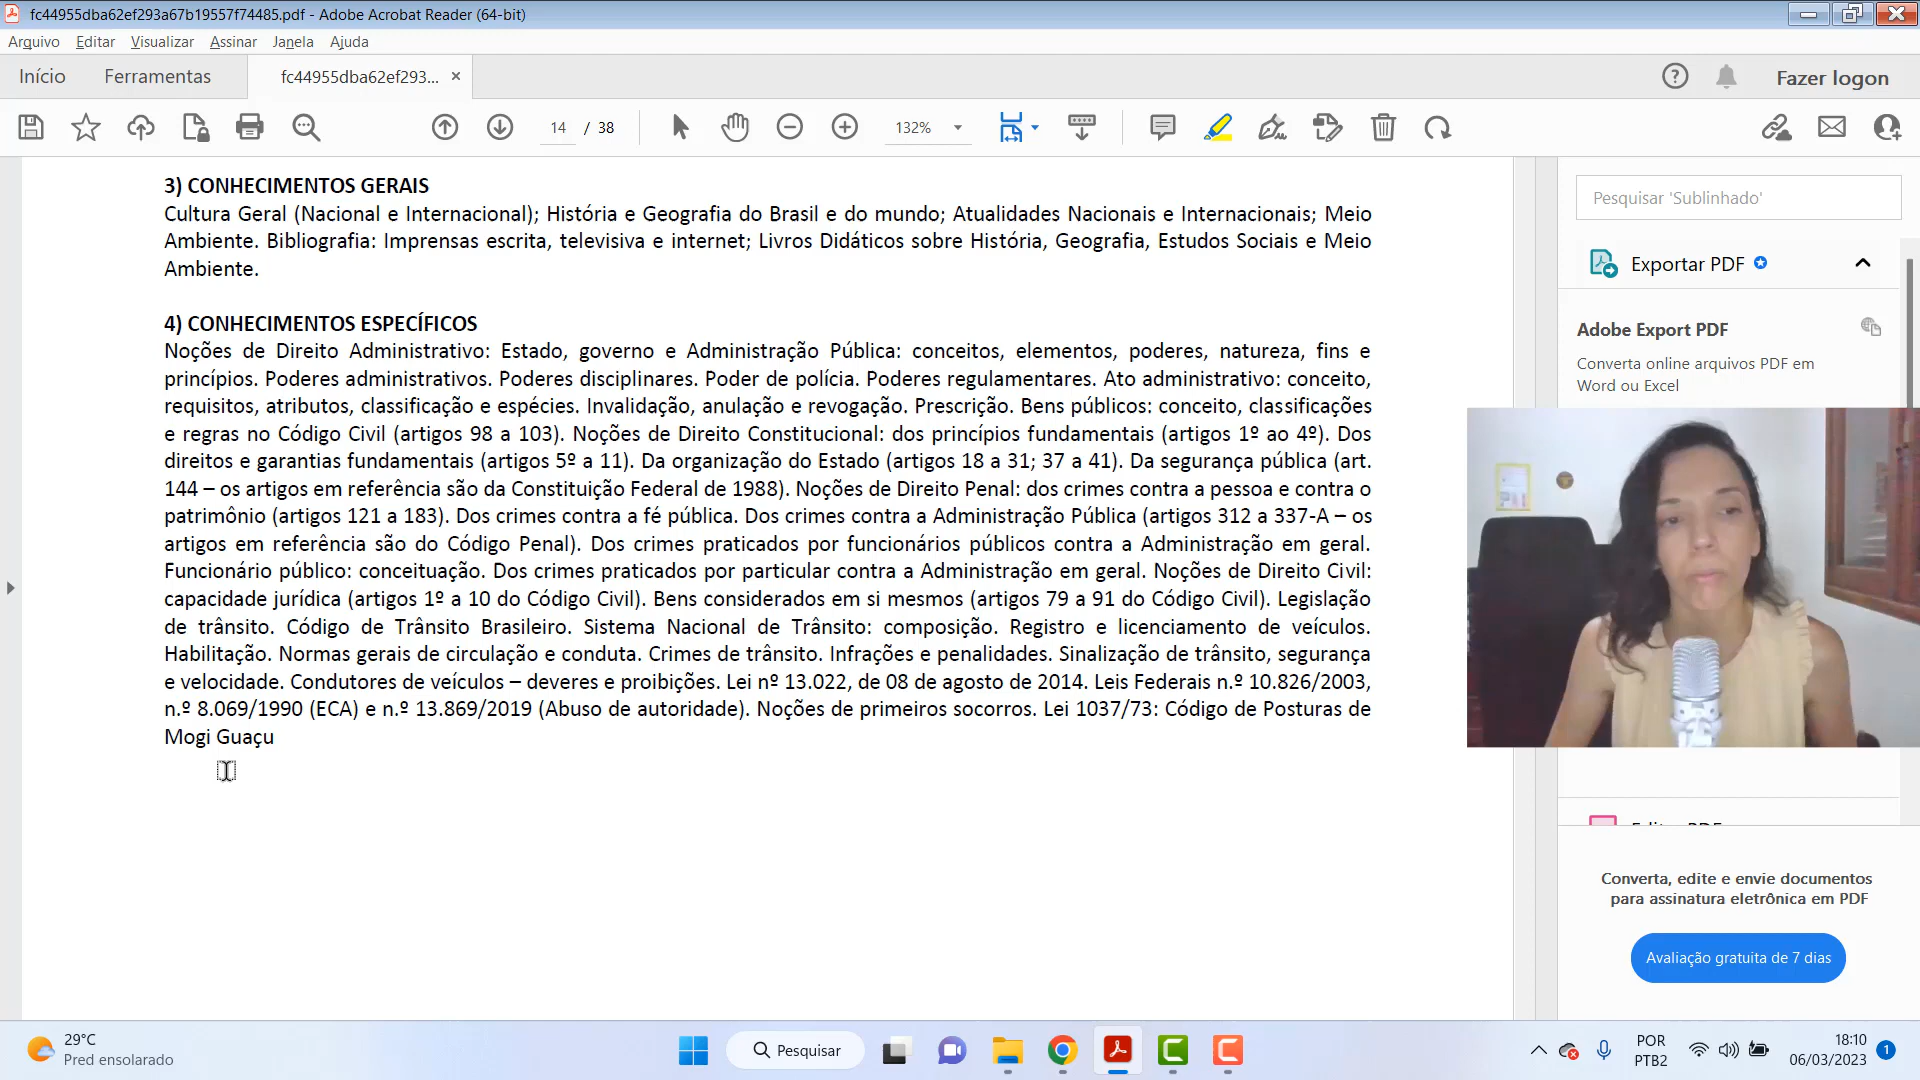 fc44955dba62ef293a67b19557f74485.pdf - Adobe Acrobat Reader (64-bit)
Arquivo Editar Visualizar Assinar Janela Ajuda
Início Ferramentas fc44955dba62ef293... × Fazer logon
14 / 38 132%
3) CONHECIMENTOS GERAIS
Cultura Geral (Nacional e Internacional); História e Geografia do Brasil e do mundo; Atualidades Nacionais e Internacionais; Meio
Ambiente. Bibliografia: Imprensas escrita, televisiva e internet; Livros Didáticos sobre História, Geografia, Estudos Sociais e Meio
Ambiente.
4) CONHECIMENTOS ESPECÍFICOS
Noções de Direito Administrativo: Estado, governo e Administração Pública: conceitos, elementos, poderes, natureza, fins e
princípios. Poderes administrativos. Poderes disciplinares. Poder de polícia. Poderes regulamentares. Ato administrativo: conceito,
requisitos, atributos, classificação e espécies. Invalidação, anulação e revogação. Prescrição. Bens públicos: conceito, classificações
e regras no Código Civil (artigos 98 a 103). Noções de Direito Constitucional: dos princípios fundamentais (artigos 1º ao 4º). Dos
direitos e garantias fundamentais (artigos 5º a 11). Da organização do Estado (artigos 18 a 31; 37 a 41). Da segurança pública (art.
144 – os artigos em referência são da Constituição Federal de 1988). Noções de Direito Penal: dos crimes contra a pessoa e contra o
patrimônio (artigos 121 a 183). Dos crimes contra a fé pública. Dos crimes contra a Administração Pública (artigos 312 a 337-A – os
artigos em referência são do Código Penal). Dos crimes praticados por funcionários públicos contra a Administração em geral.
Funcionário público: conceituação. Dos crimes praticados por particular contra a Administração em geral. Noções de Direito Civil:
capacidade jurídica (artigos 1º a 10 do Código Civil). Bens considerados em si mesmos (artigos 79 a 91 do Código Civil). Legislação
de trânsito. Código de Trânsito Brasileiro. Sistema Nacional de Trânsito: composição. Registro e licenciamento de veículos.
Habilitação. Normas gerais de circulação e conduta. Crimes de trânsito. Infrações e penalidades. Sinalização de trânsito, segurança
e velocidade. Condutores de veículos – deveres e proibições. Lei nº 13.022, de 08 de agosto de 2014. Leis Federais n.º 10.826/2003,
n.º 8.069/1990 (ECA) e n.º 13.869/2019 (Abuso de autoridade). Noções de primeiros socorros. Lei 1037/73: Código de Posturas de
Mogi Guaçu
Pesquisar 'Sublinhado'
Exportar PDF
Adobe Export PDF
Converta online arquivos PDF em
Word ou Excel
Converta, edite e envie documentos
para assinatura eletrônica em PDF
Avaliação gratuita de 7 dias
29°C
Pred ensolarado
Pesquisar
POR
PTB2
18:10
06/03/2023
1